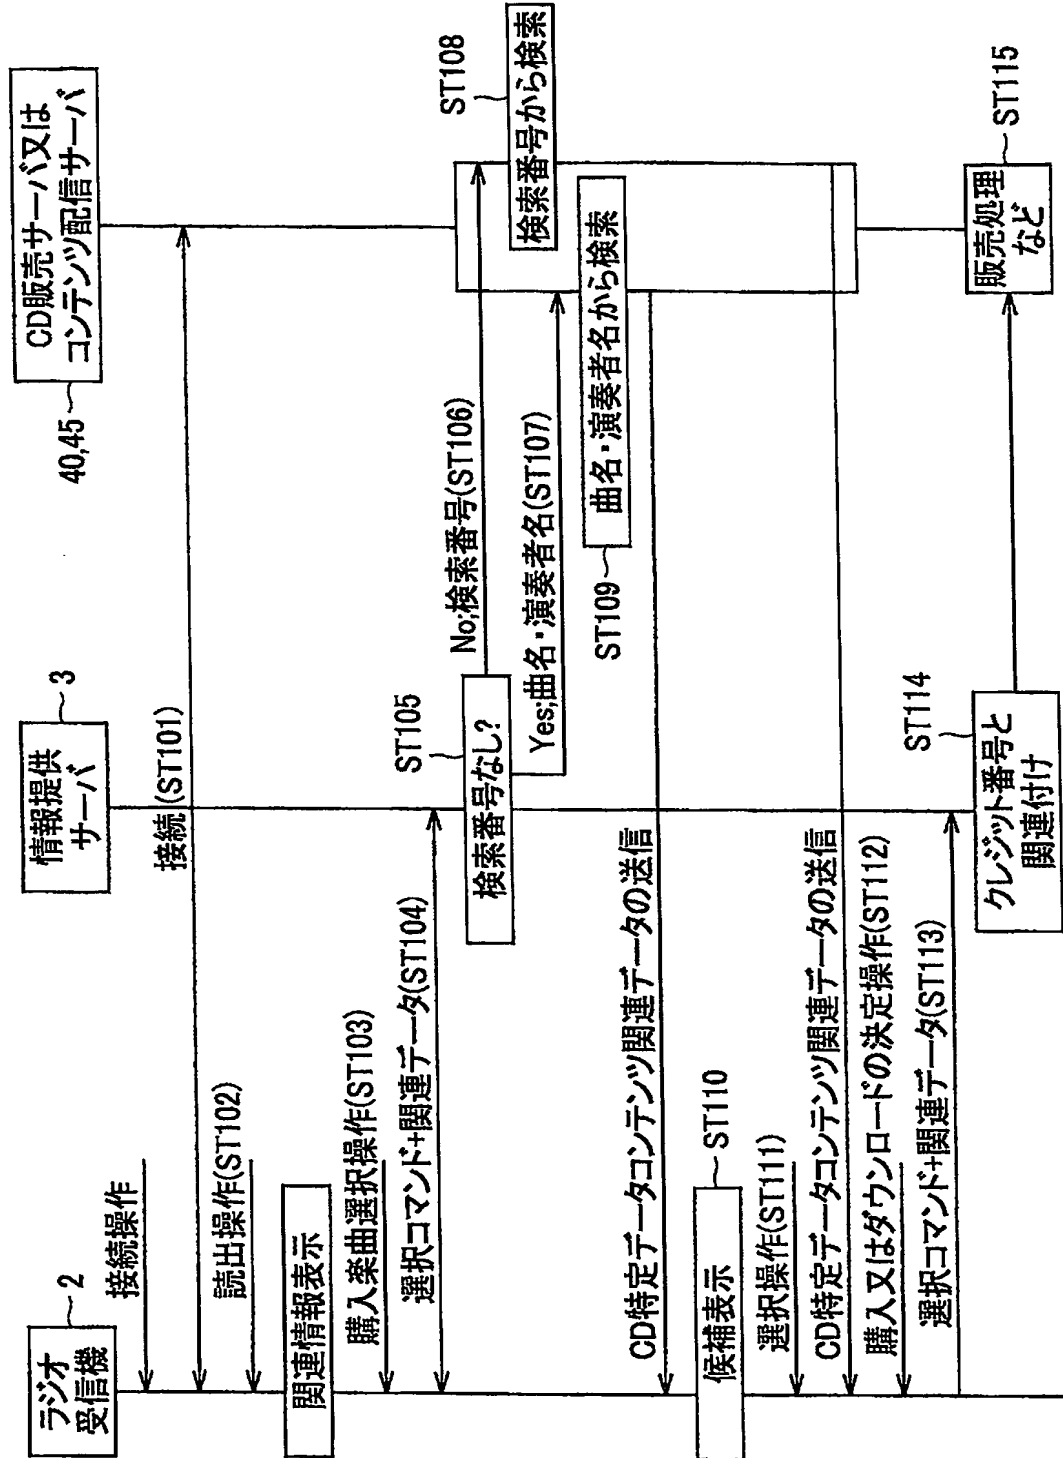 ラジオ
受信機
2
情報提供
サーバ
3
CD販売サーバ又は
コンテンツ配信サーバ
40,45
接続操作
接続(ST101)
読出操作(ST102)
関連情報表示
購入楽曲選択操作(ST103)
選択コマンド+関連データ(ST104)
検索番号なし?
ST105
No;検索番号(ST106)
Yes;曲名・演奏者名(ST107)
検索番号から検索
ST108
曲名・演奏者名から検索
ST109
CD特定データコンテンツ関連データの送信
候補表示
ST110
選択操作(ST111)
CD特定データコンテンツ関連データの送信
購入又はダウンロードの決定操作(ST112)
選択コマンド+関連データ(ST113)
クレジット番号と
関連付け
ST114
販売処理
など
ST115